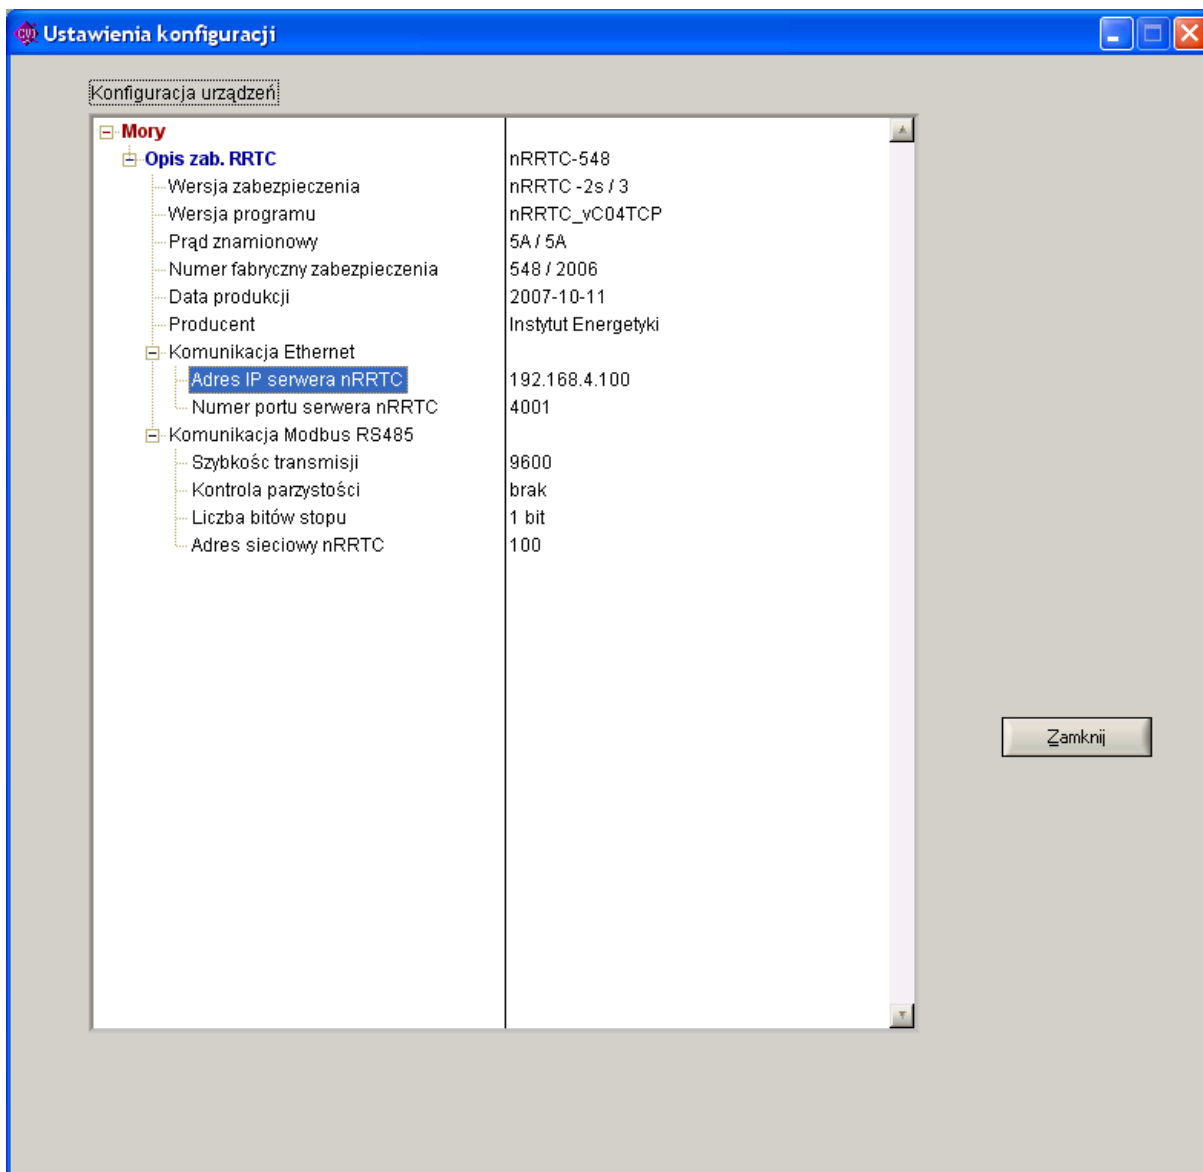 CVI Ustawienia konfiguracji
Konfiguracja urządzeń
Mory
Opis zab. RRTC nRRTC-548
Wersja zabezpieczenia nRRTC -2s / 3
Wersja programu nRRTC_vC04TCP
Prąd znamionowy 5A / 5A
Numer fabryczny zabezpieczenia 548 / 2006
Data produkcji 2007-10-11
Producent Instytut Energetyki
Komunikacja Ethernet
Adres IP serwera nRRTC 192.168.4.100
Numer portu serwera nRRTC 4001
Komunikacja Modbus RS485
Szybkośc transmisji 9600
Kontrola parzystości brak
Liczba bitów stopu 1 bit
Adres sieciowy nRRTC 100
Zamknij